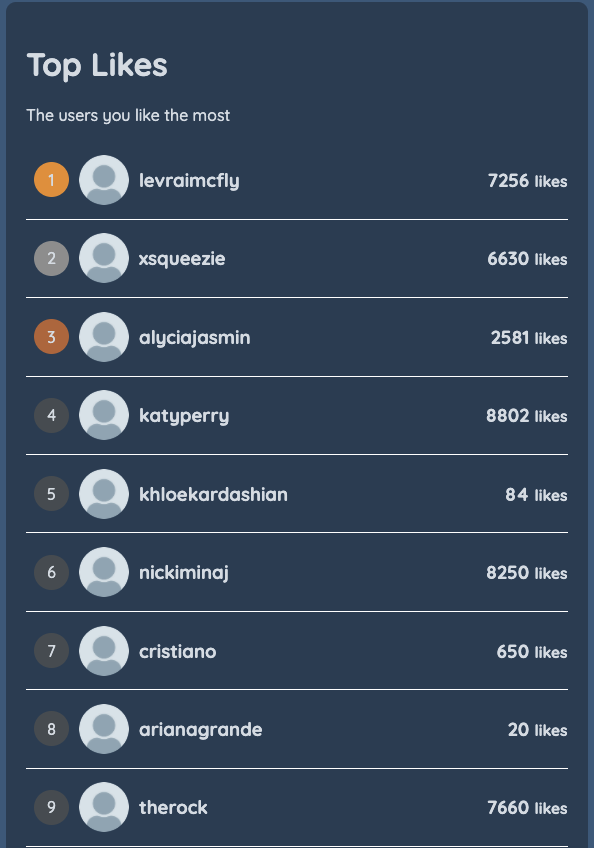 Top Likes
The users you like the most
1 levraimcfly 7256 likes
2 xsqueezie 6630 likes
3 alyciajasmin 2581 likes
4 katyperry 8802 likes
5 khloekardashian 84 likes
6 nickiminaj 8250 likes
7 cristiano 650 likes
8 arianagrande 20 likes
9 therock 7660 likes